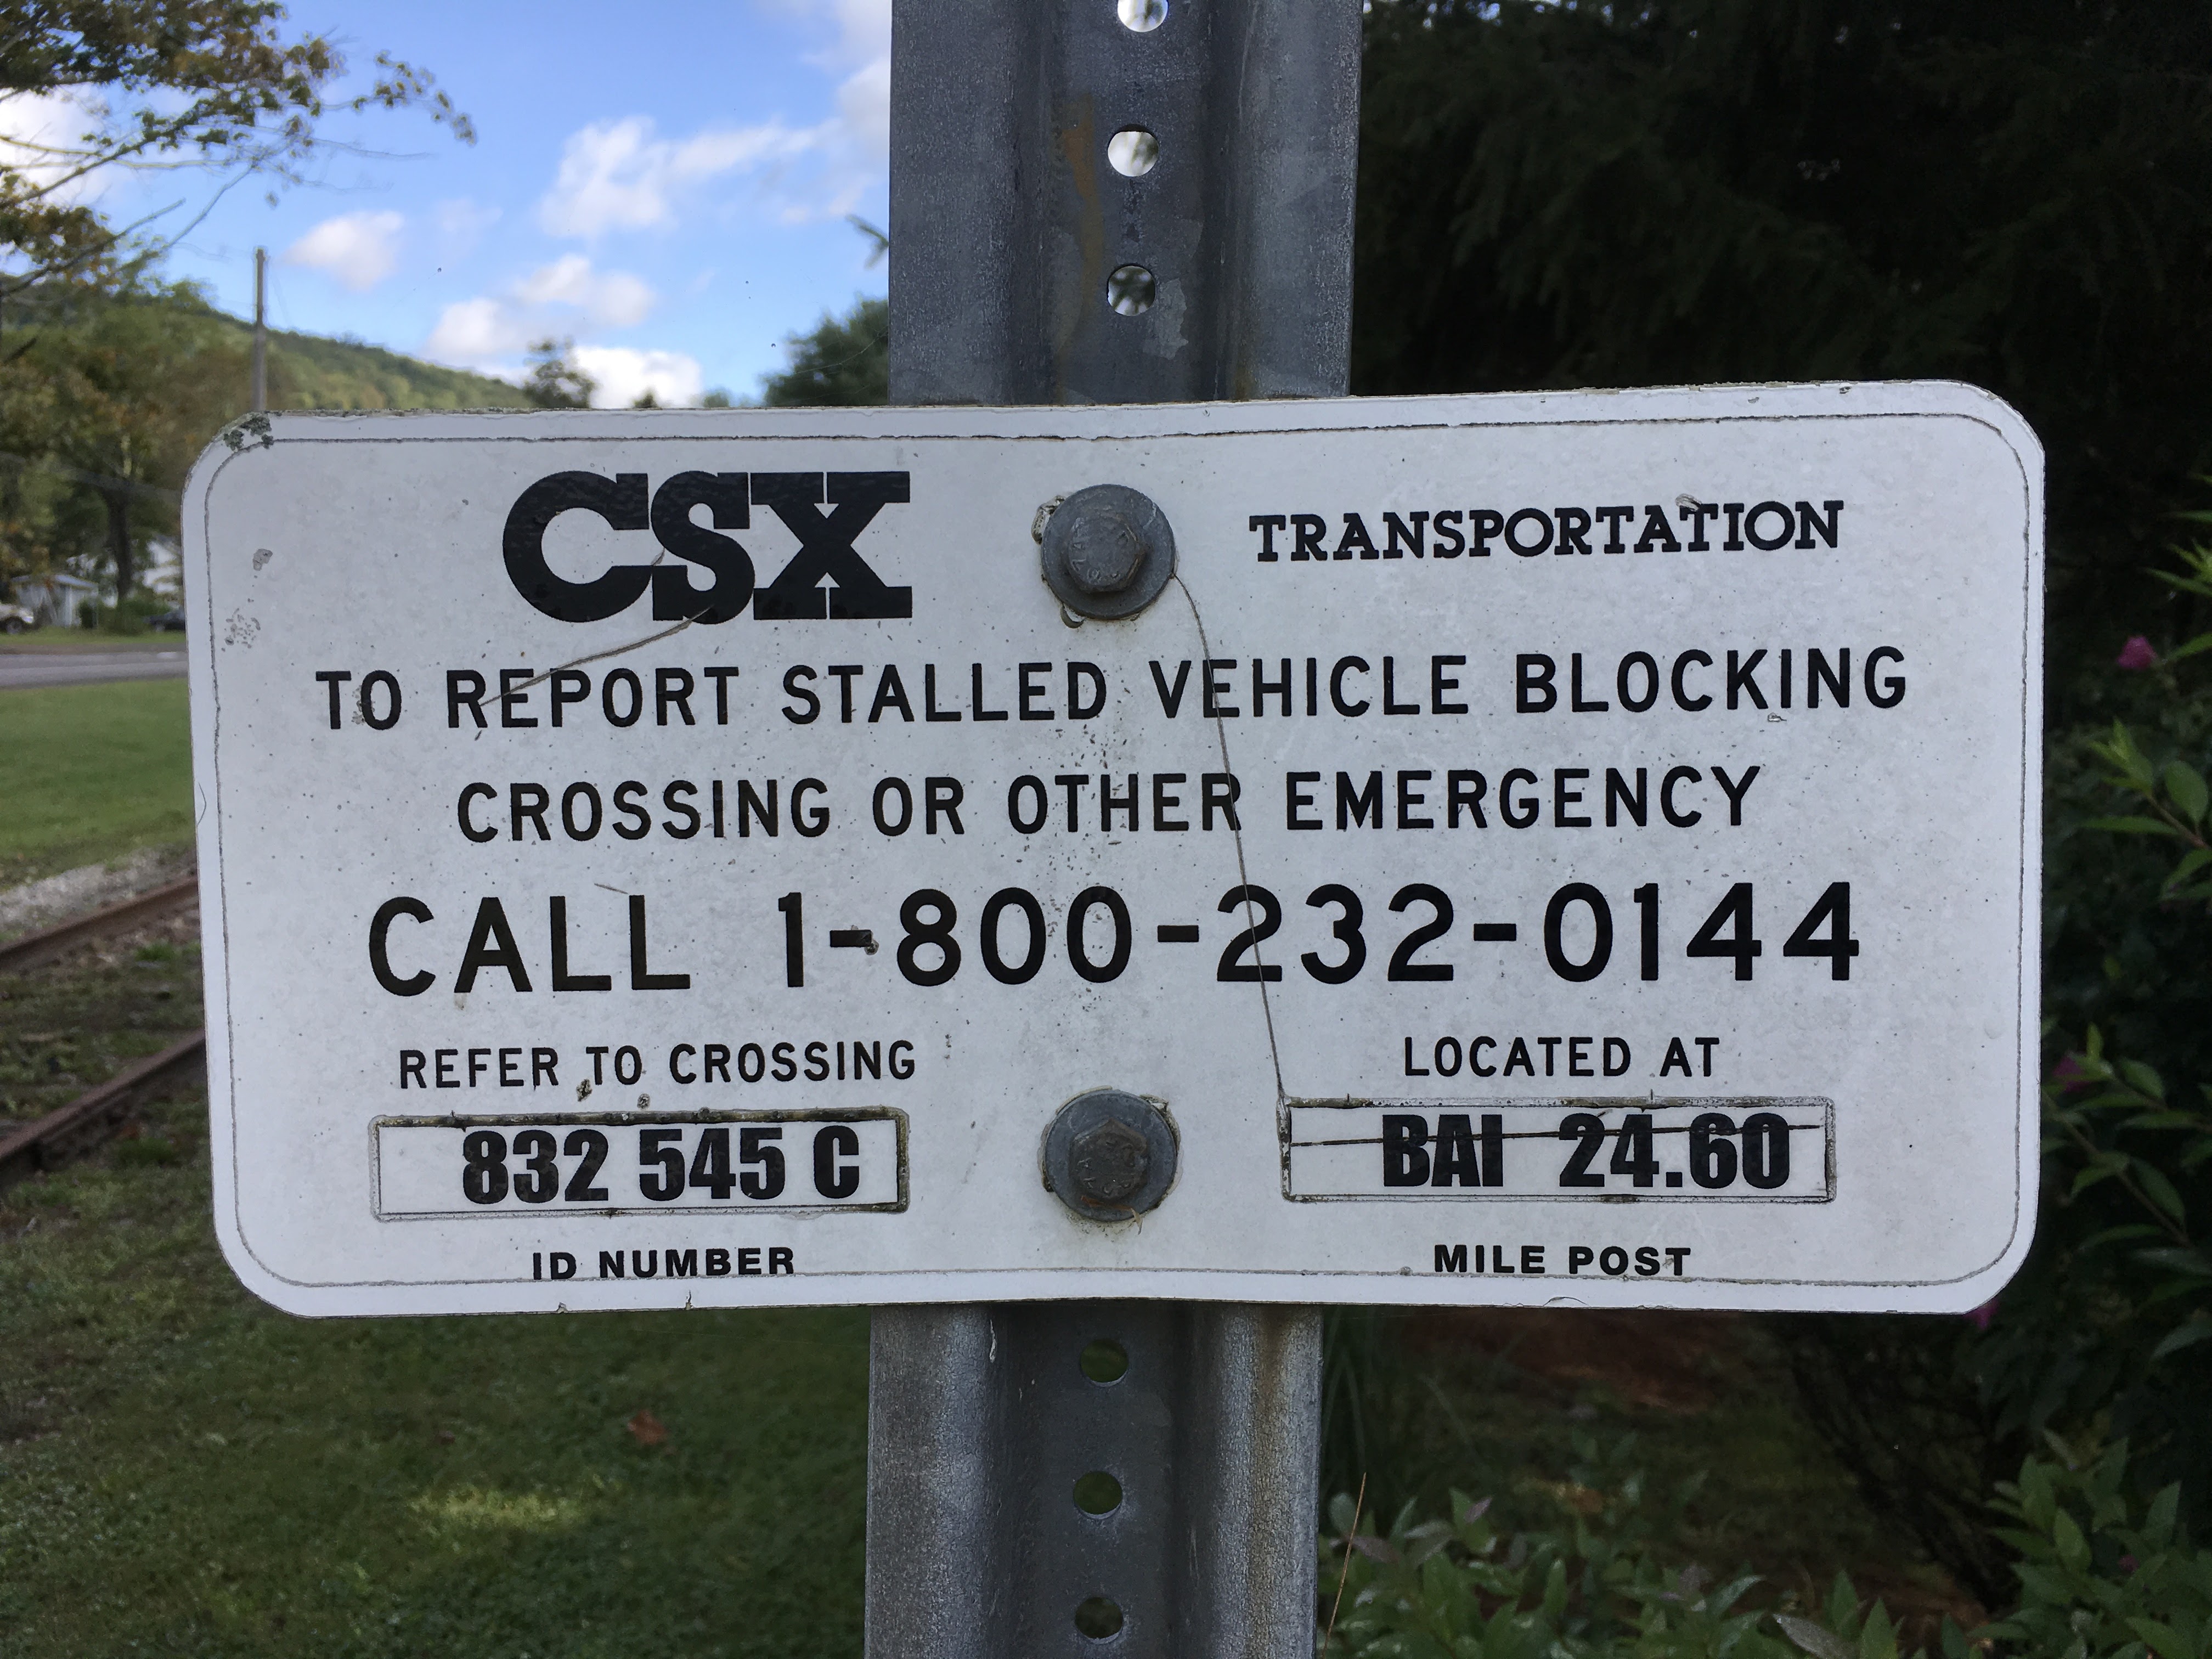 CSX TRANSPORTATION
TO REPORT STALLED VEHICLE BLOCKING
CROSSING OR OTHER EMERGENCY
CALL 1-800-232-0144
REFER TO CROSSING LOCATED AT
832 545 C BAI 24.60
ID NUMBER MILE POST